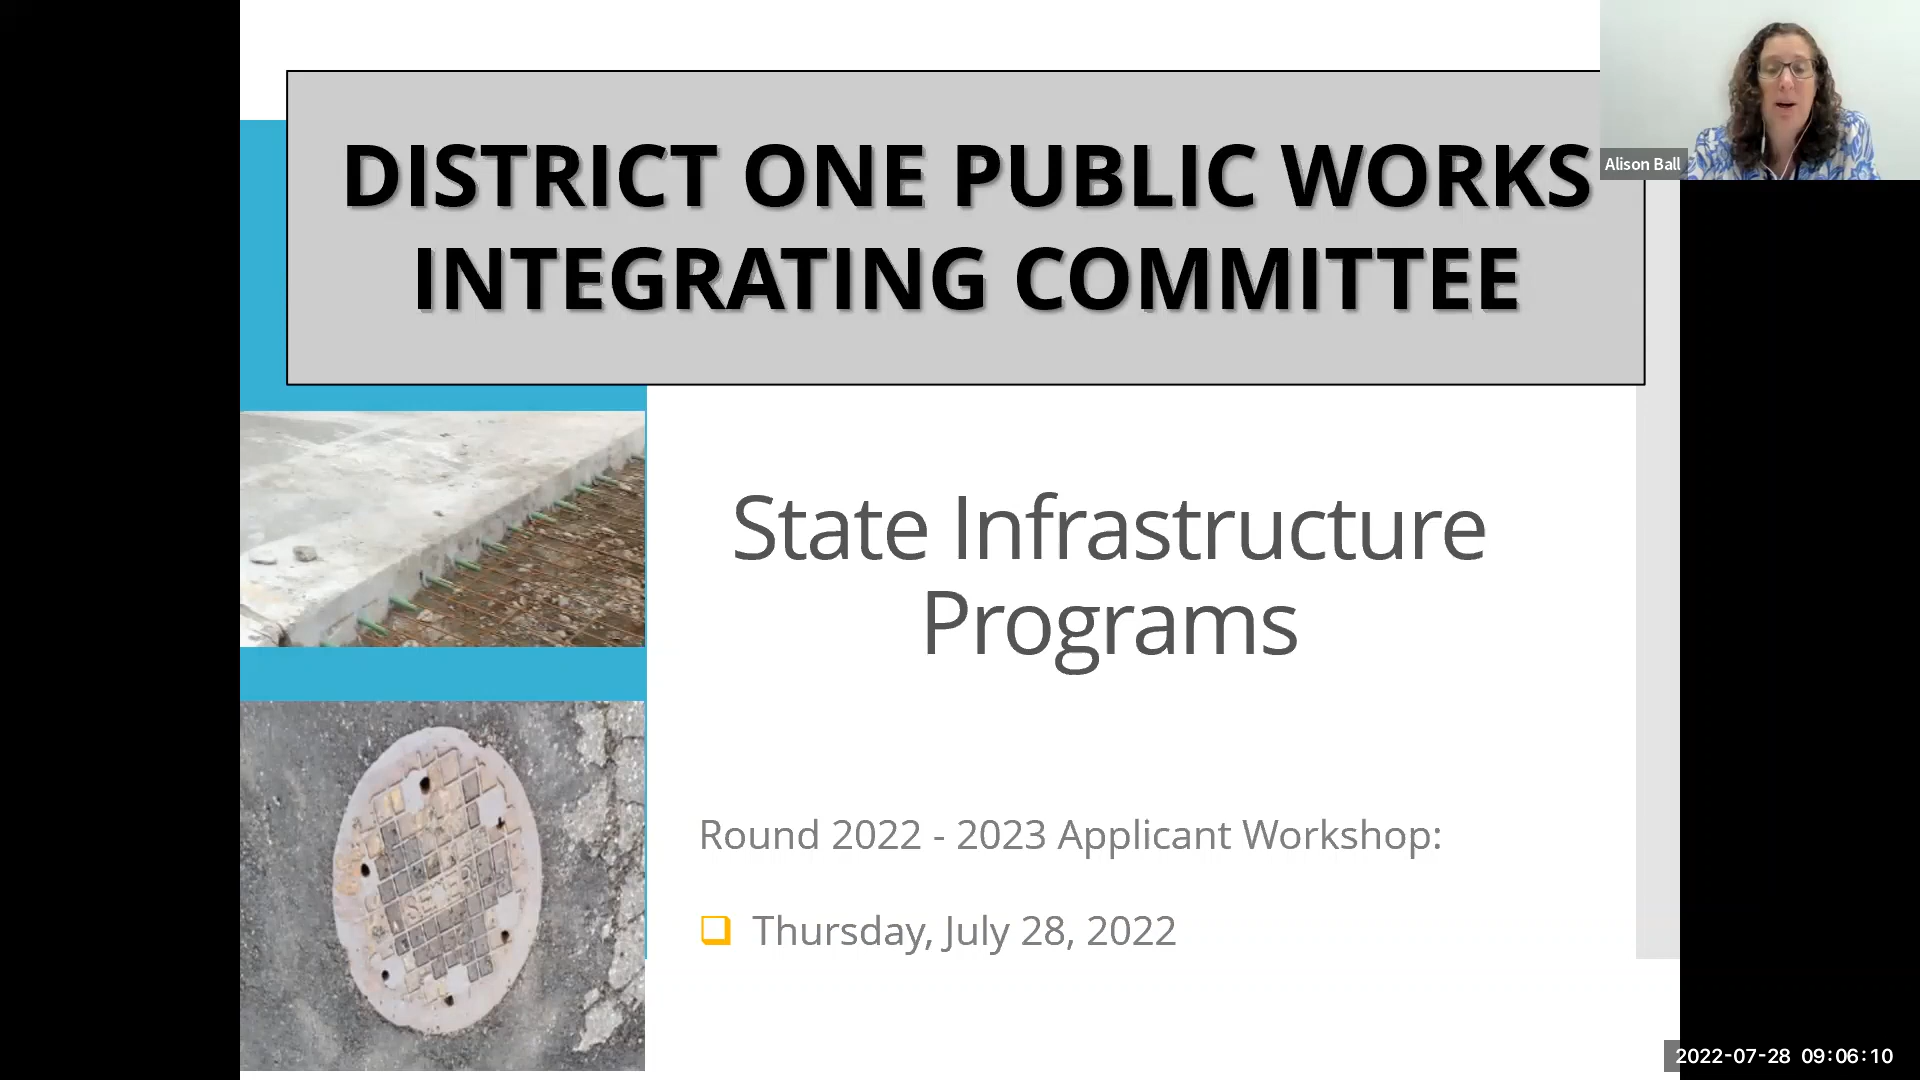 DISTRICT ONE PUBLIC WORKS
INTEGRATING COMMITTEE
Alison Ball
State Infrastructure
Programs
SEWER
Round 2022 - 2023 Applicant Workshop:
Thursday, July 28, 2022
2022-07-28 09:06:10